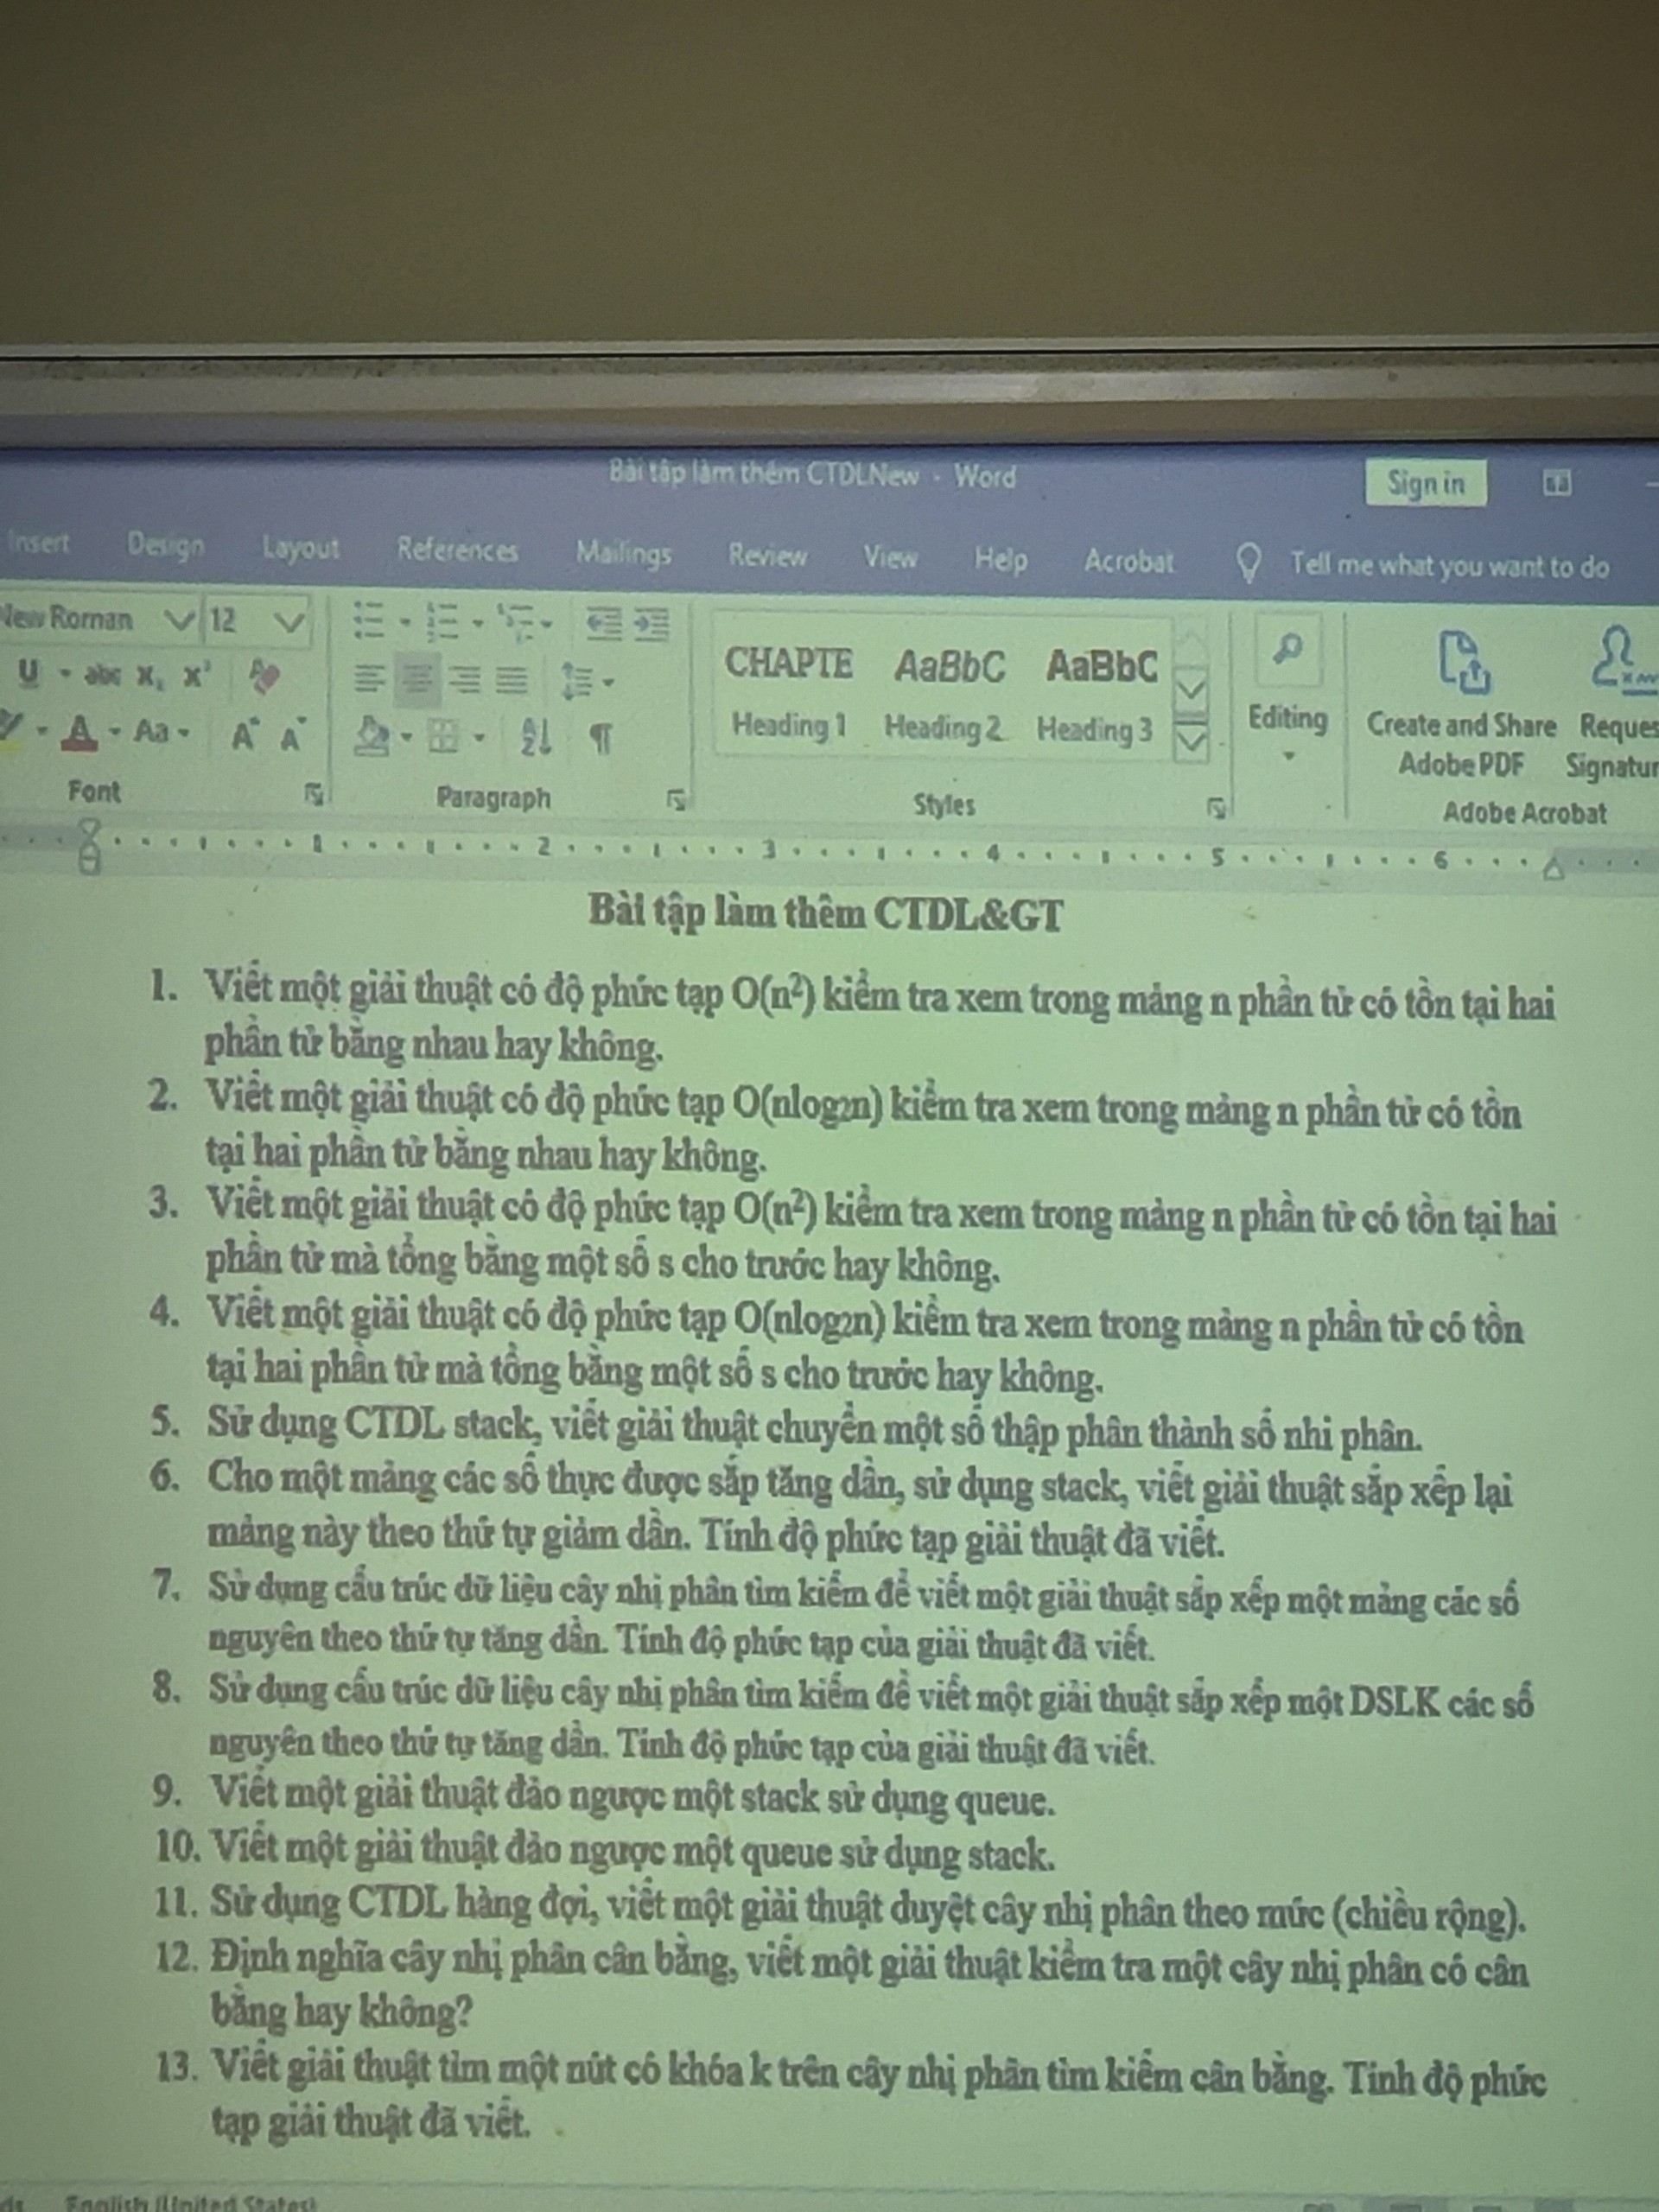 Bài tập làm thêm CTDLNew - Word
Sign in
Insert Design Layout References Mailings Review View Help Acrobat Tell me what you want to do
New Roman 12
U abc x₂ x²
A Aa A A
CHAPTE AaBbC AaBbC
Heading 1 Heading 2 Heading 3
Editing
Create and Share
Adobe PDF
Font Paragraph Styles Adobe Acrobat
1 2 3 4 5 6
Bài tập làm thêm CTDL&GT
1. Viết một giải thuật có độ phức tạp O(n²) kiểm tra xem trong mảng n phần tử có tồn tại hai
phần tử bằng nhau hay không.
2. Viết một giải thuật có độ phức tạp O(nlog₂n) kiểm tra xem trong mảng n phần tử có tồn
tại hai phần tử bằng nhau hay không.
3. Viết một giải thuật có độ phức tạp O(n²) kiểm tra xem trong mảng n phần tử có tồn tại hai
phần tử mà tổng bằng một số s cho trước hay không.
4. Viết một giải thuật có độ phức tạp O(nlog₂n) kiểm tra xem trong mảng n phần tử có tồn
tại hai phần tử mà tổng bằng một số s cho trước hay không.
5. Sử dụng CTDL stack, viết giải thuật chuyển một số thập phân thành số nhi phân.
6. Cho một mảng các số thực được sắp tăng dần, sử dụng stack, viết giải thuật sắp xếp lại
mảng này theo thứ tự giảm dần. Tính độ phức tạp giải thuật đã viết.
7. Sử dụng cấu trúc dữ liệu cây nhị phân tìm kiếm để viết một giải thuật sắp xếp một mảng các số
nguyên theo thứ tự tăng dần. Tính độ phức tạp của giải thuật đã viết.
8. Sử dụng cấu trúc dữ liệu cây nhị phân tìm kiếm để viết một giải thuật sắp xếp một DSLK các số
nguyên theo thứ tự tăng dần. Tính độ phức tạp của giải thuật đã viết.
9. Viết một giải thuật đảo ngược một stack sử dụng queue.
10. Viết một giải thuật đảo ngược một queue sử dụng stack.
11. Sử dụng CTDL hàng đợi, viết một giải thuật duyệt cây nhị phân theo mức (chiều rộng).
12. Định nghĩa cây nhị phân cân bằng, viết một giải thuật kiểm tra một cây nhị phân có cân
bằng hay không?
13. Viết giải thuật tìm một nút có khóa k trên cây nhị phân tìm kiếm cân bằng. Tính độ phức
tạp giải thuật đã viết.
English (United States)